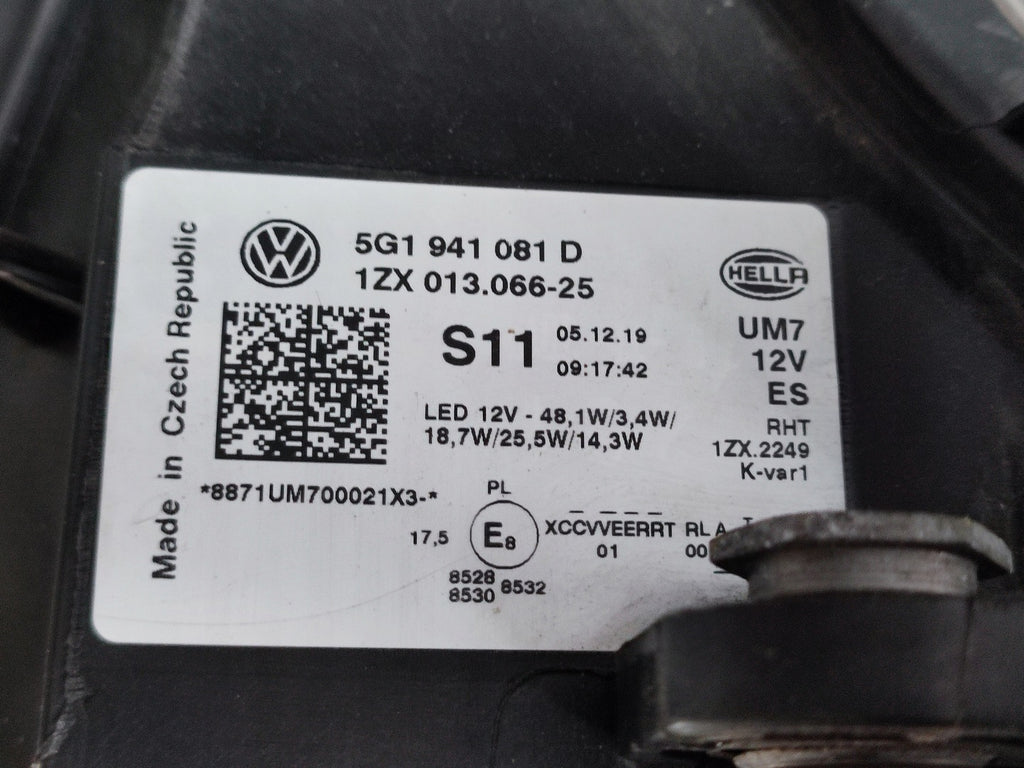 Made in Czech Republic
5G1 941 081 D
1ZX 013.066-25
HELLA
S11
05.12.19
09:17:42
UM7
12V
ES
RHT
1ZX.2249
K-var1
LED 12V - 48,1W/3,4W/
18,7W/25,5W/14,3W
*8871UM700021X3-*
PL
17,5
E8
XCCVVEERRT RL A
01 00
8528
8530 8532